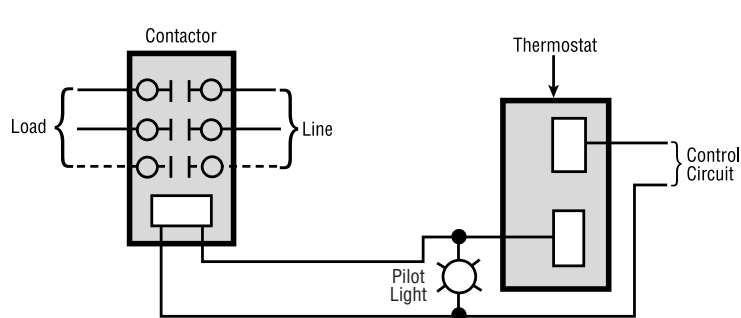 Contactor
Thermostat
Load
Line
Control
Circuit
Pilot
Light